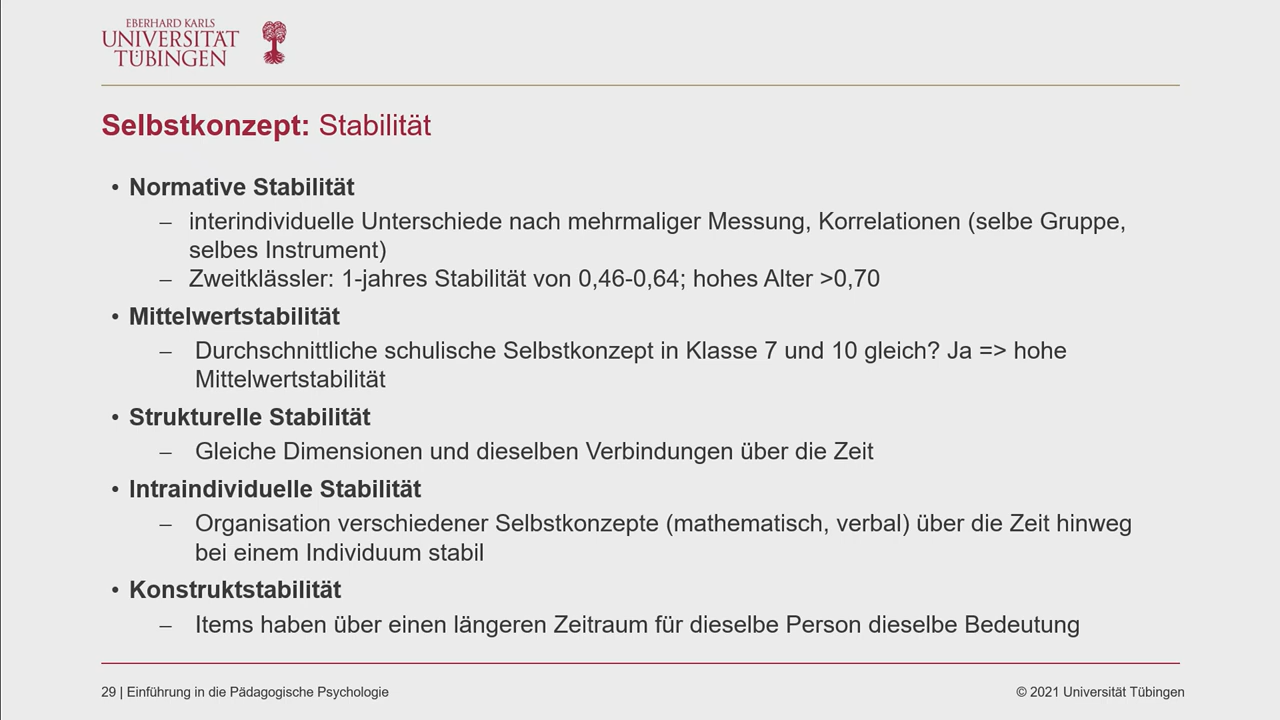 EBERHARD KARLS
UNIVERSITÄT
TÜBINGEN
Selbstkonzept: Stabilität
• Normative Stabilität
– interindividuelle Unterschiede nach mehrmaliger Messung, Korrelationen (selbe Gruppe,
selbes Instrument)
– Zweitklässler: 1-jahres Stabilität von 0,46-0,64; hohes Alter >0,70
• Mittelwertstabilität
– Durchschnittliche schulische Selbstkonzept in Klasse 7 und 10 gleich? Ja => hohe
Mittelwertstabilität
• Strukturelle Stabilität
– Gleiche Dimensionen und dieselben Verbindungen über die Zeit
• Intraindividuelle Stabilität
– Organisation verschiedener Selbstkonzepte (mathematisch, verbal) über die Zeit hinweg
bei einem Individuum stabil
• Konstruktstabilität
– Items haben über einen längeren Zeitraum für dieselbe Person dieselbe Bedeutung
29 | Einführung in die Pädagogische Psychologie
© 2021 Universität Tübingen